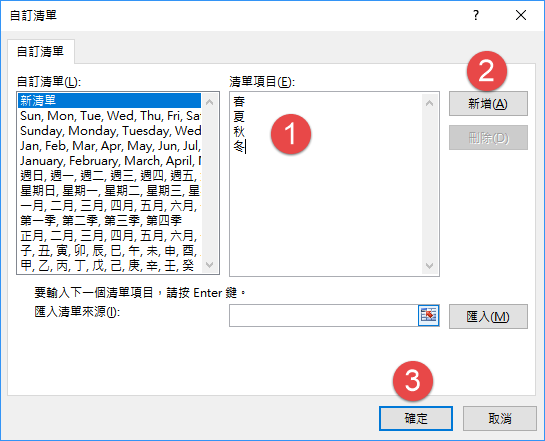 自訂清單
自訂清單
自訂清單(L):
新清單
Sun, Mon, Tue, Wed, Thu, Fri, Sat
Sunday, Monday, Tuesday, Wed
Jan, Feb, Mar, Apr, May, Jun, Jul,
January, February, March, April, M
週日, 週一, 週二, 週三, 週四, 週五,
星期日, 星期一, 星期二, 星期三, 星
一月, 二月, 三月, 四月, 五月, 六月,
第一季, 第二季, 第三季, 第四季
正月, 二月, 三月, 四月, 五月, 六月,
子, 丑, 寅, 卯, 辰, 巳, 午, 未, 申, 酉,
甲, 乙, 丙, 丁, 戊, 己, 庚, 辛, 壬, 癸
清單項目(E):
春
夏
秋
冬
1
2
新增(A)
刪除(D)
要輸入下一個清單項目，請按 Enter 鍵。
匯入清單來源(I):
匯入(M)
3
確定
取消